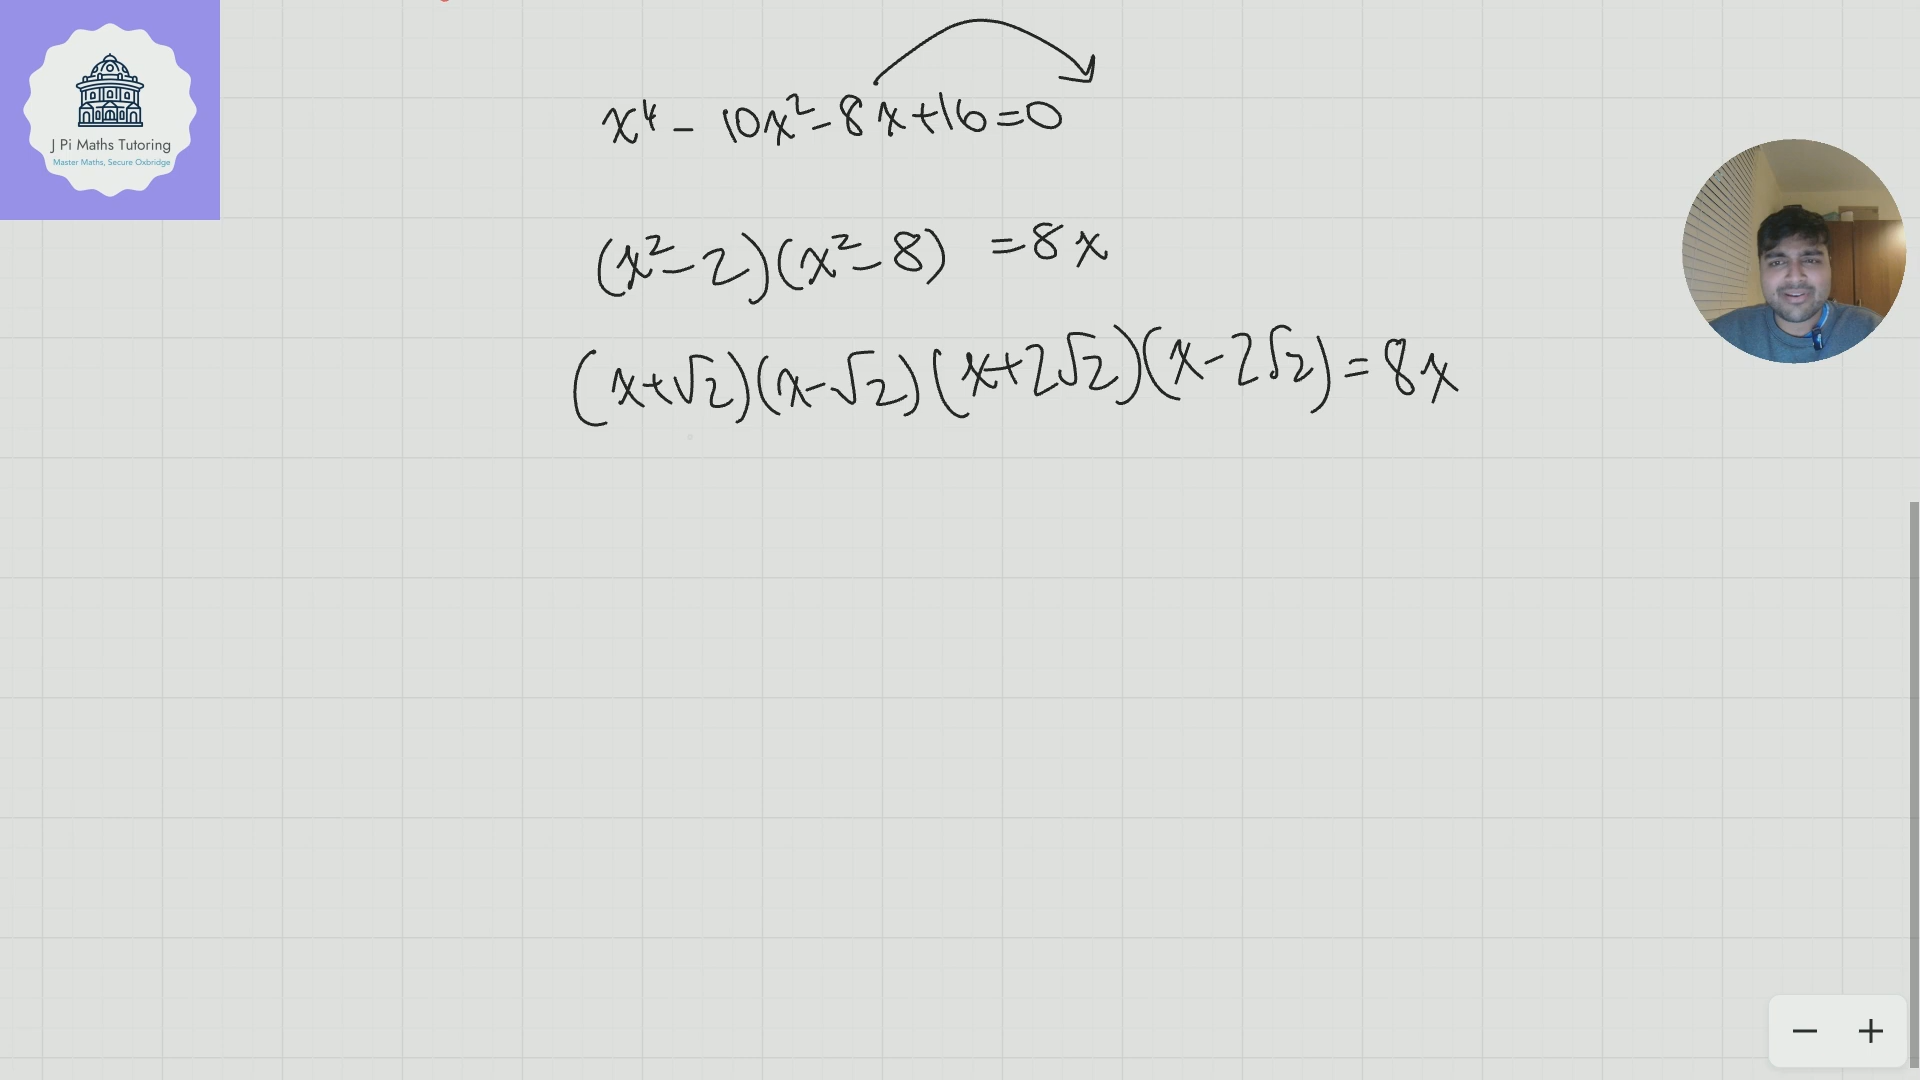 J Pi Maths Tutoring
Master Maths, Secure Oxbridge
x⁴ - 10x² - 8x + 16 = 0
(x² - 2)(x² - 8) = 8x
(x + √2)(x - √2)(x + 2√2)(x - 2√2) = 8x